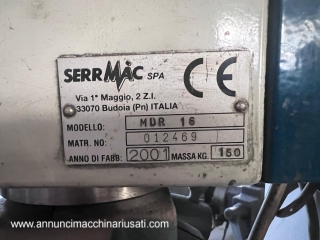 SERRMAC SPA
CE
Via 1° Maggio, 2 Z.I.
33070 Budoia (Pn) ITALIA
MODELLO: MDR 16
MATR. NO: 012469
ANNO DI FABB: 2001 MASSA KG. 150
www.annuncimacchinariusati.com